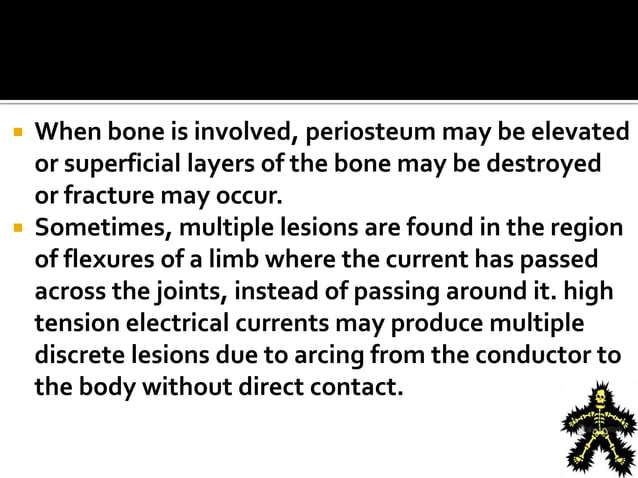 When bone is involved, periosteum may be elevated
or superficial layers of the bone may be destroyed
or fracture may occur.
Sometimes, multiple lesions are found in the region
of flexures of a limb where the current has passed
across the joints, instead of passing around it. high
tension electrical currents may produce multiple
discrete lesions due to arcing from the conductor to
the body without direct contact.